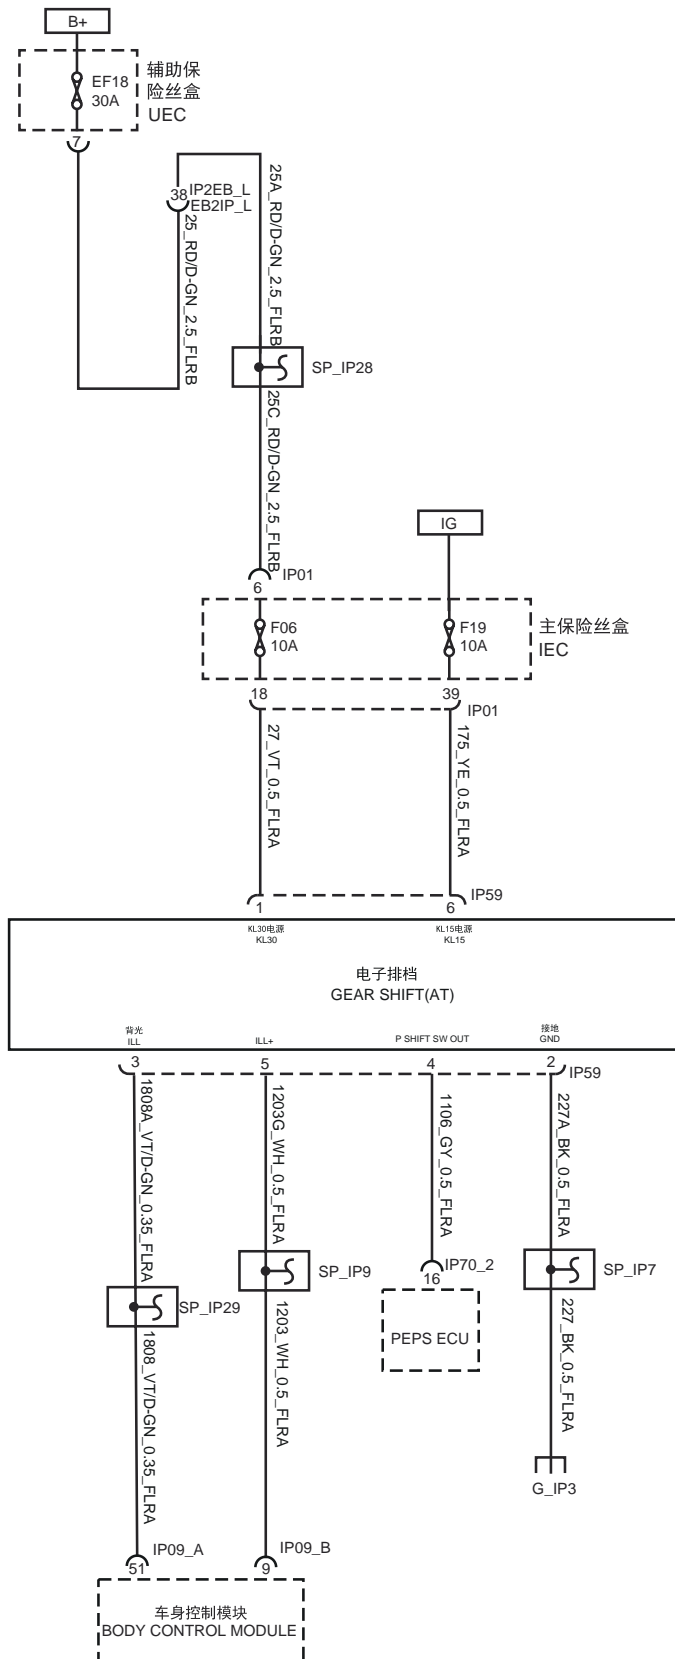 B+
EF18
30A
辅助保
险丝盒
UEC
7
38
IP2EB_L
EB2IP_L
25_RD/D-GN_2.5_FLRB
25A_RD/D-GN_2.5_FLRB
SP_IP28
25C_RD/D-GN_2.5_FLRB
IG
IP01
6
F06
10A
F19
10A
主保险丝盒
IEC
18
39
IP01
27_VT_0.5_FLRA
175_YE_0.5_FLRA
IP59
1
6
KL30电源
KL30
KL15电源
KL15
电子排档
GEAR SHIFT(AT)
背光
ILL
ILL+
P SHIFT SW OUT
接地
GND
3
5
4
2
IP59
1808A_VT/D-GN_0.35_FLRA
1203G_WH_0.5_FLRA
1106_GY_0.5_FLRA
227A_BK_0.5_FLRA
SP_IP29
SP_IP9
IP70_2
16
SP_IP7
PEPS ECU
1808_VT/D-GN_0.35_FLRA
1203_WH_0.5_FLRA
227_BK_0.5_FLRA
G_IP3
IP09_A
51
IP09_B
9
车身控制模块
BODY CONTROL MODULE